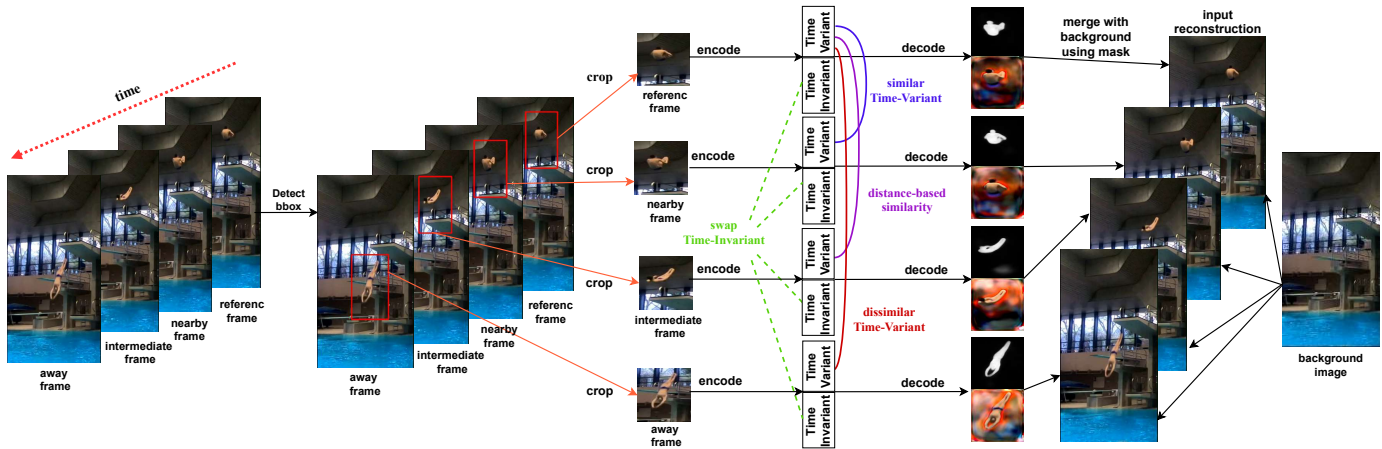 time
referenc
frame
nearby
frame
intermediate
frame
away
frame
Detect
bbox
referenc
frame
nearby
frame
intermediate
frame
away
frame
crop
crop
crop
crop
referenc
frame
nearby
frame
intermediate
frame
away
frame
encode
encode
encode
encode
swap
Time-Invariant
Time
Variant
Time
Invariant
Time
Variant
Time
Invariant
Time
Variant
Time
Invariant
Time
Variant
Time
Invariant
similar
Time-Variant
distance-based
similarity
dissimilar
Time-Variant
decode
decode
decode
decode
merge with
background
using mask
input
reconstruction
background
image